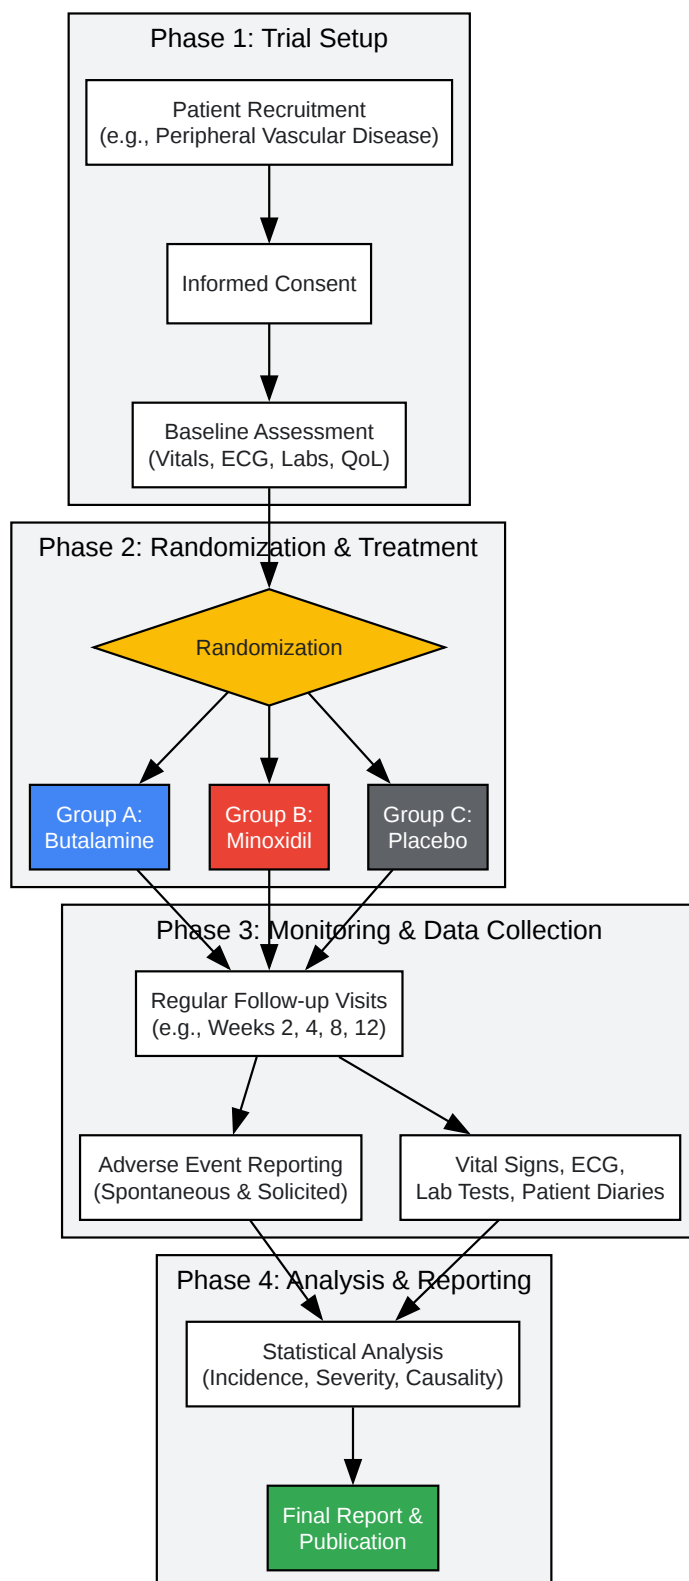 Phase 1: Trial Setup
Patient Recruitment
(e.g., Peripheral Vascular Disease)
Informed Consent
Baseline Assessment
(Vitals, ECG, Labs, QoL)
Phase 2: Randomization & Treatment
Randomization
Group A:
Butalamine
Group B:
Minoxidil
Group C:
Placebo
Phase 3: Monitoring & Data Collection
Regular Follow-up Visits
(e.g., Weeks 2, 4, 8, 12)
Adverse Event Reporting
(Spontaneous & Solicited)
Vital Signs, ECG,
Lab Tests, Patient Diaries
Phase 4: Analysis & Reporting
Statistical Analysis
(Incidence, Severity, Causality)
Final Report &
Publication